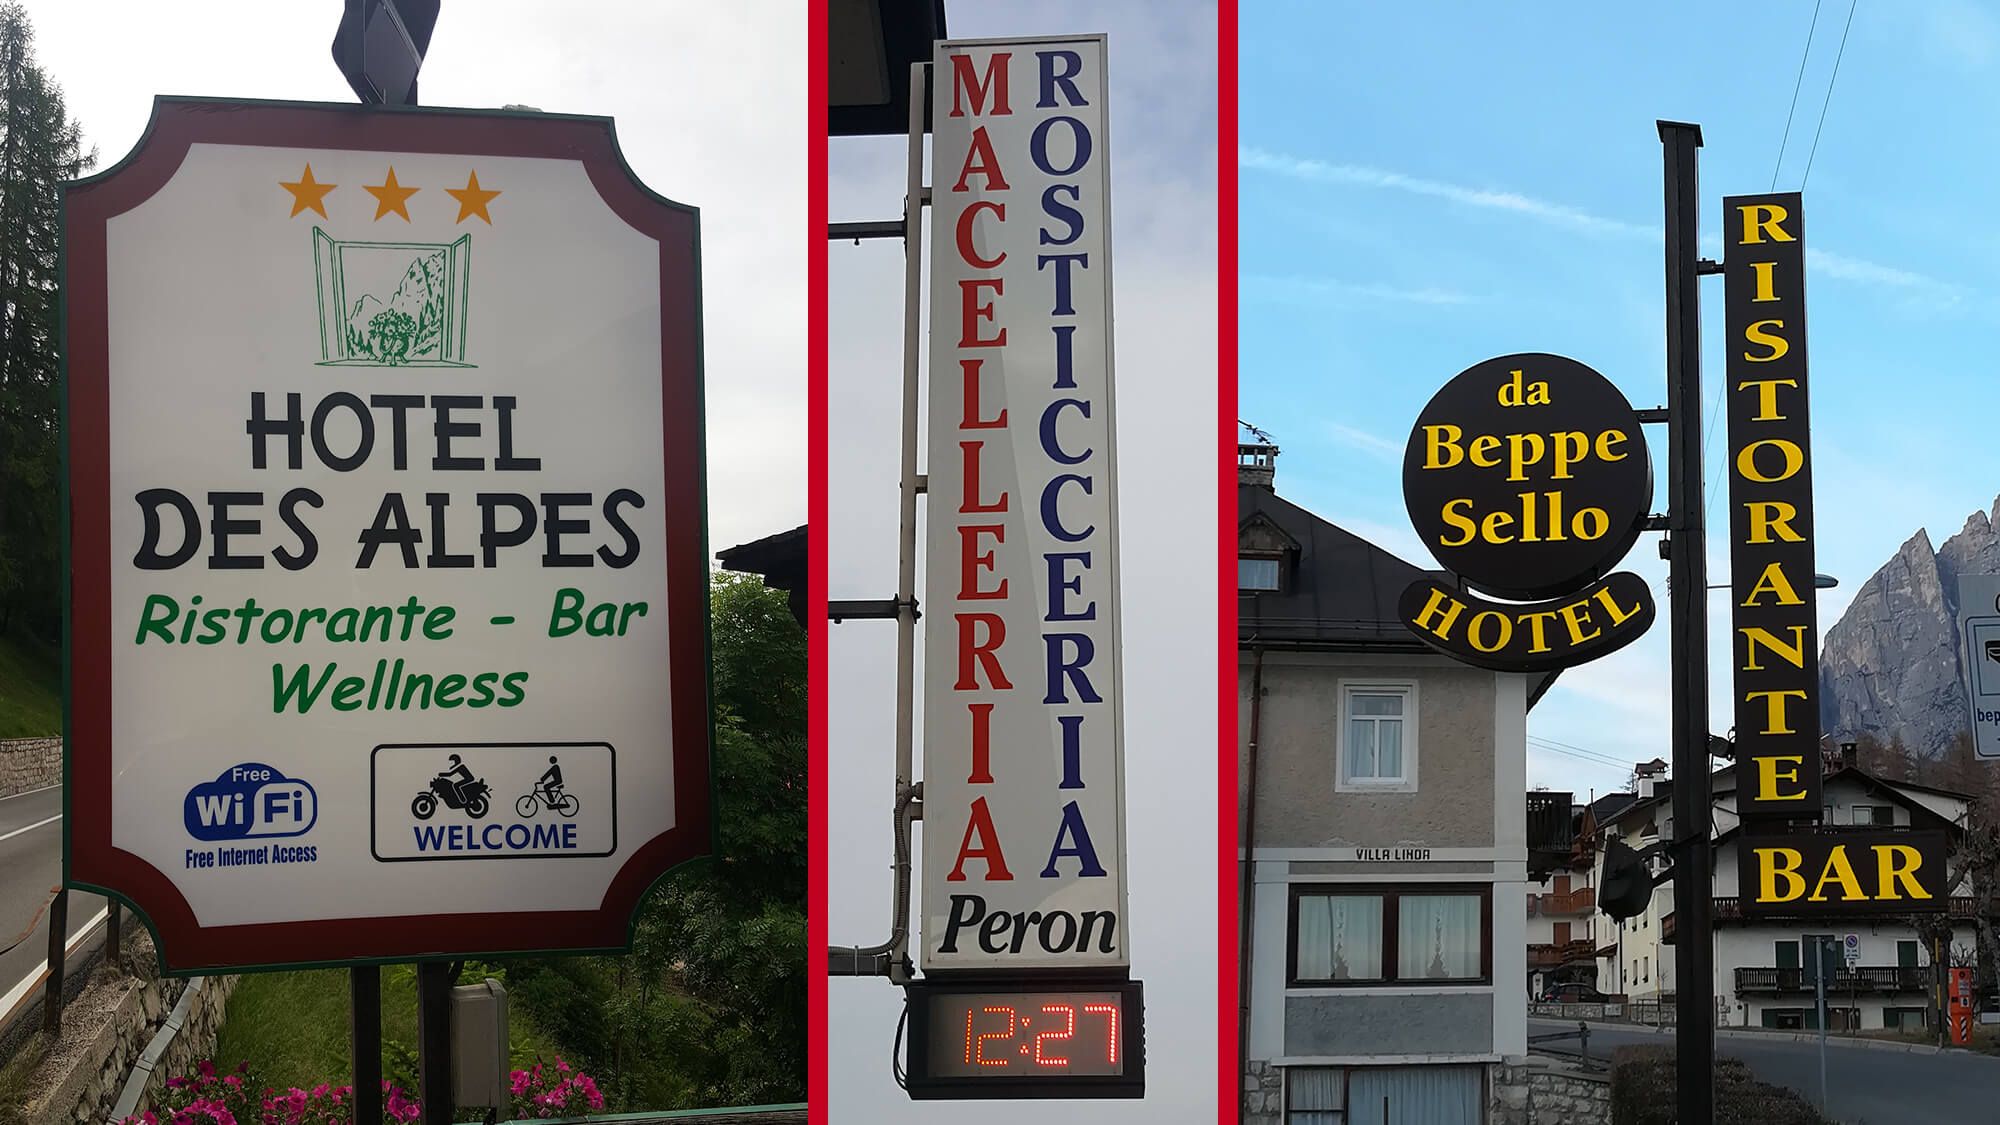 HOTEL
DES ALPES
Ristorante - Bar
Wellness
Free
WiFi
Free Internet Access
WELCOME
MACELLERIA
ROSTICCERIA
Peron
12:27
da
Beppe
Sello
HOTEL
RISTORANTE
BAR
VILLA LINDA
bep